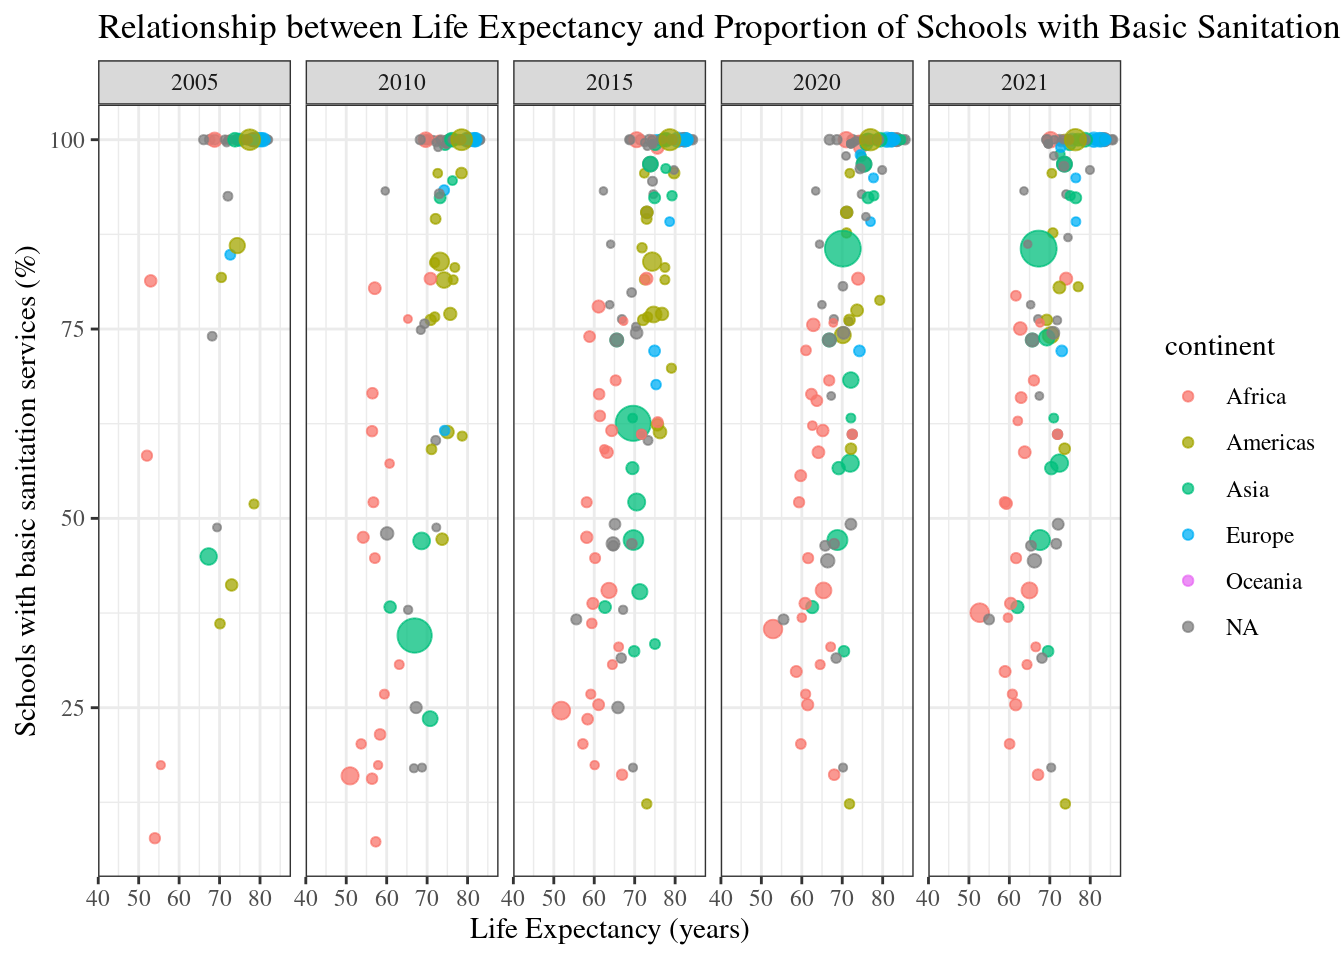 Relationship between Life Expectancy and Proportion of Schools with Basic Sanitation
2005 2010 2015 2020 2021
100
75
50
25
Schools with basic sanitation services (%)
40 50 60 70 80 40 50 60 70 80 40 50 60 70 80 40 50 60 70 80 40 50 60 70 80
Life Expectancy (years)
continent
Africa
Americas
Asia
Europe
Oceania
NA